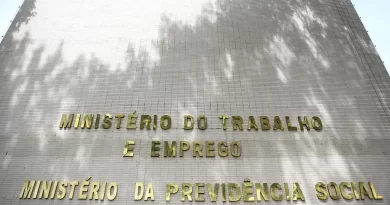 MINISTÉRIO DO TRABALHO
E EMPREGO
MINISTÉRIO DA PREVIDÊNCIA SOCIAL